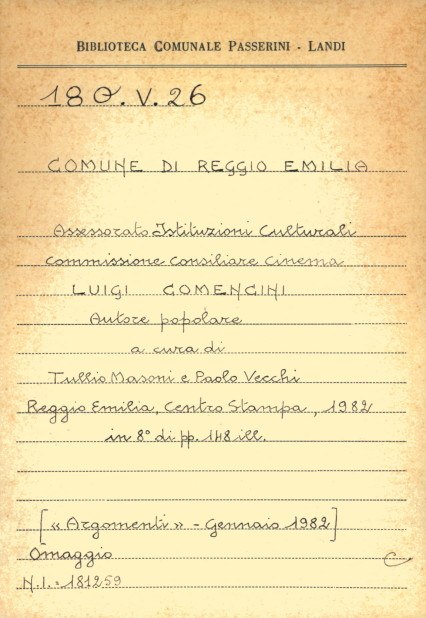 BIBLIOTECA COMUNALE PASSERINI - LANDI
18 O. V. 26
COMUNE DI REGGIO EMILIA
Assessorato Istituzioni Culturali
Commissione Consiliare Cinema
LUIGI COMENCINI
Autore popolare
a cura di
Tullio Masoni e Paolo Vecchi
Reggio Emilia, Centro Stampa, 1982
in 8° di pp. 148 ill.
[« Argomenti » - Gennaio 1982]
Omaggio C
N.I. = 181259